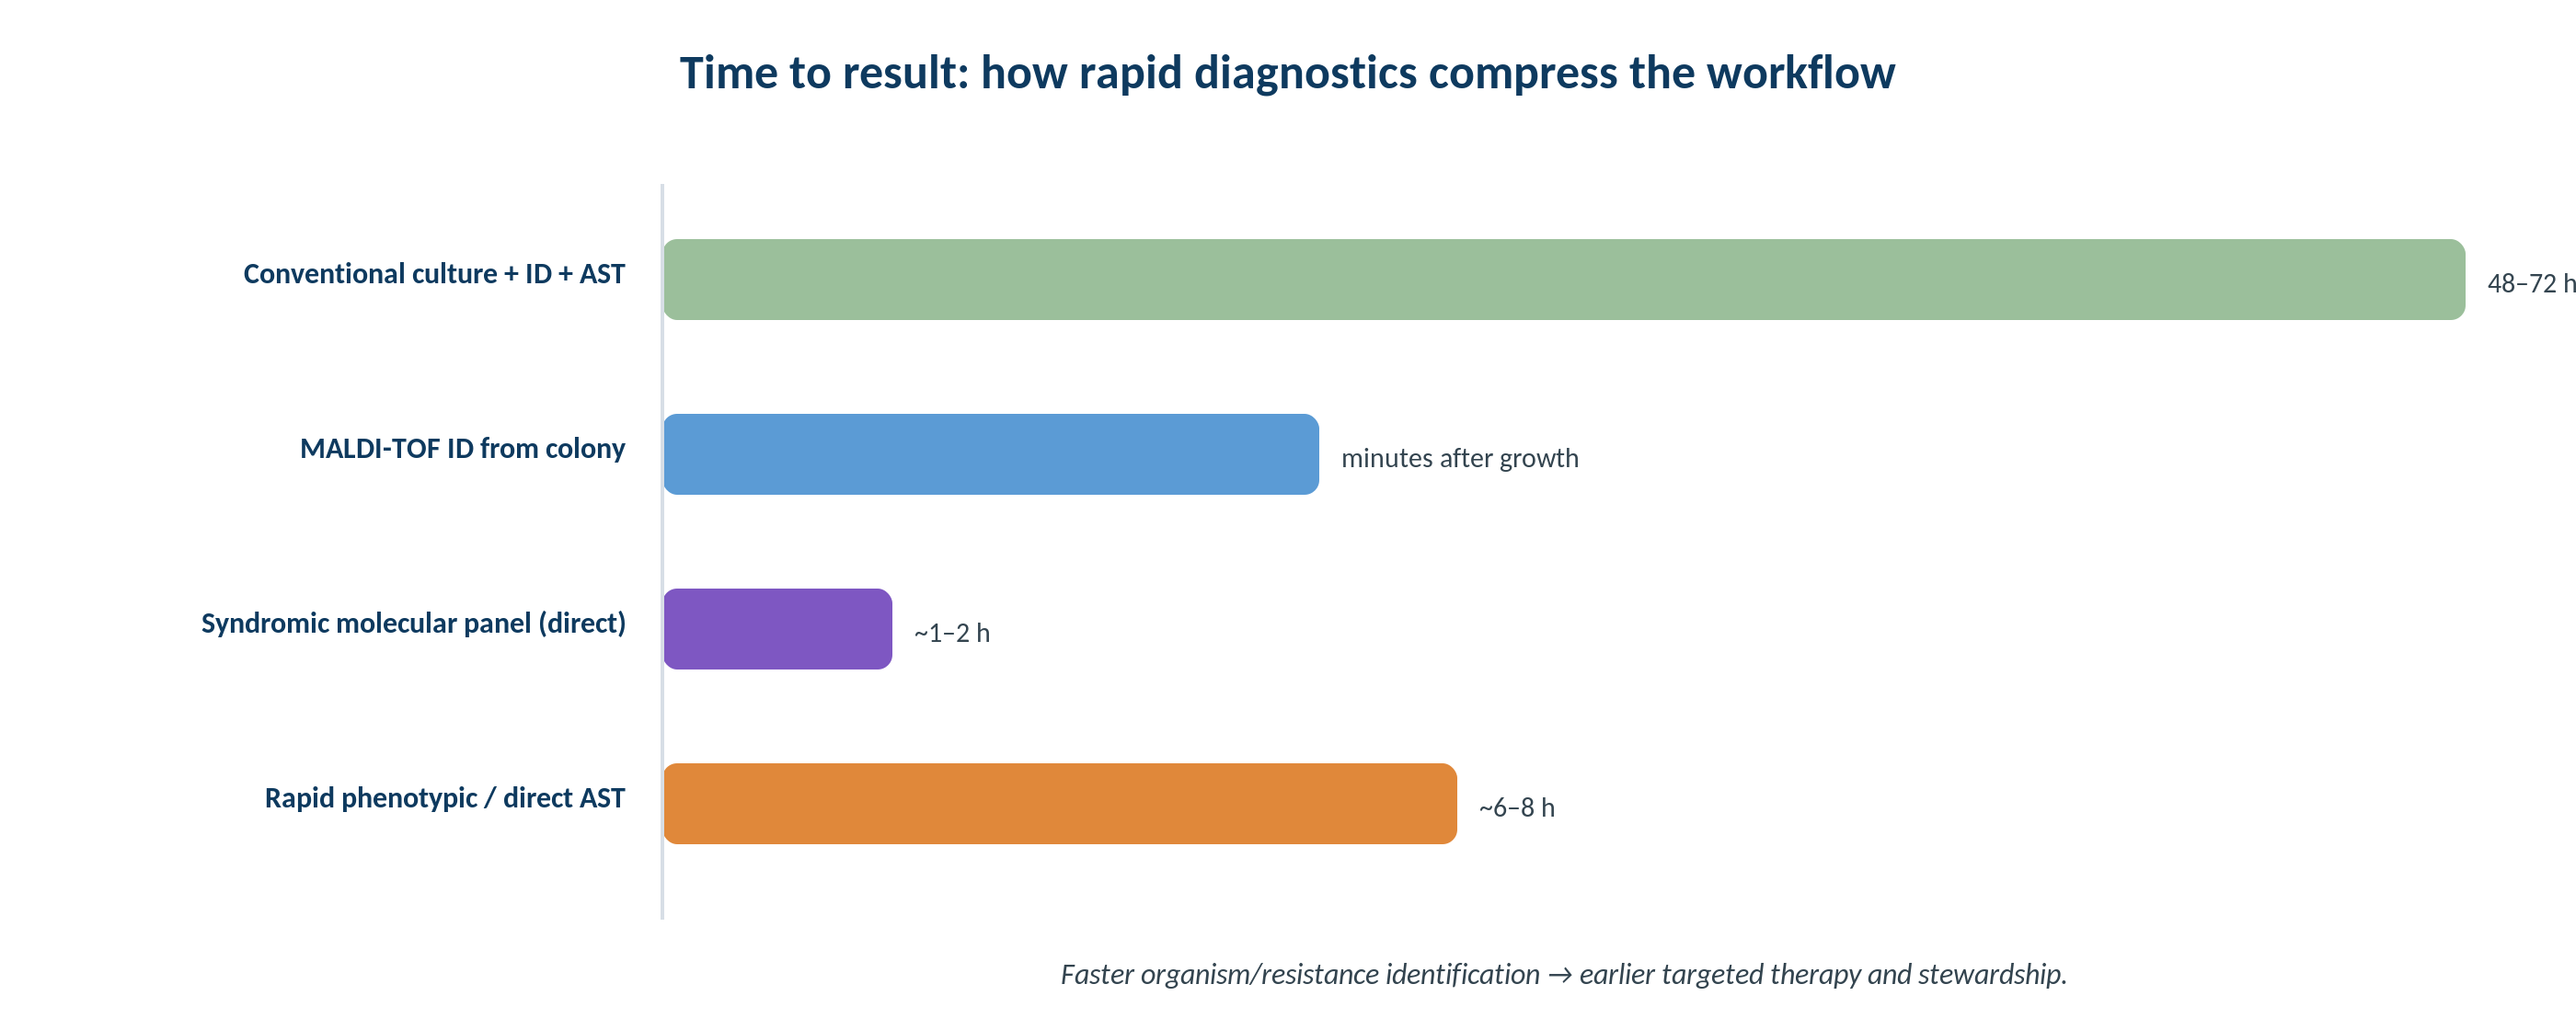 Time to result: how rapid diagnostics compress the workflow
Conventional culture + ID + AST
48–72 h
MALDI-TOF ID from colony
minutes after growth
Syndromic molecular panel (direct)
~1–2 h
Rapid phenotypic / direct AST
~6–8 h
Faster organism/resistance identification → earlier targeted therapy and stewardship.